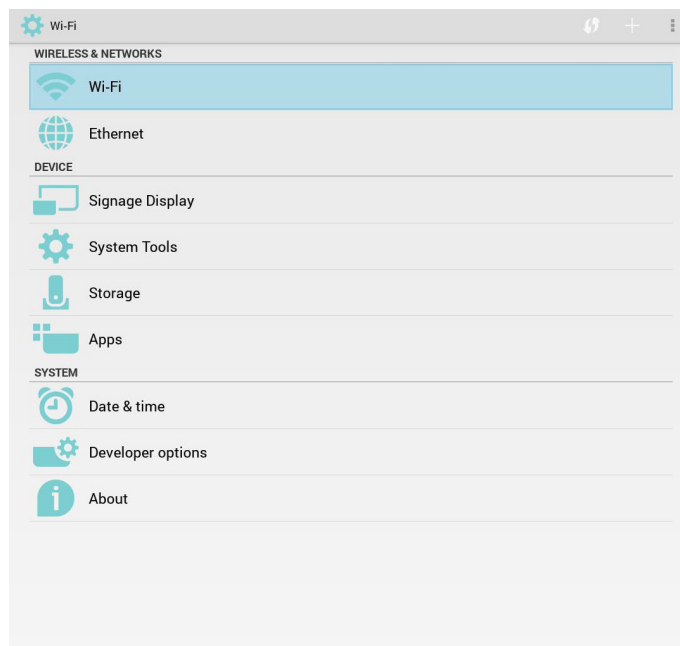 Wi-Fi
WIRELESS & NETWORKS
Wi-Fi
Ethernet
DEVICE
Signage Display
System Tools
Storage
Apps
SYSTEM
Date & time
Developer options
About